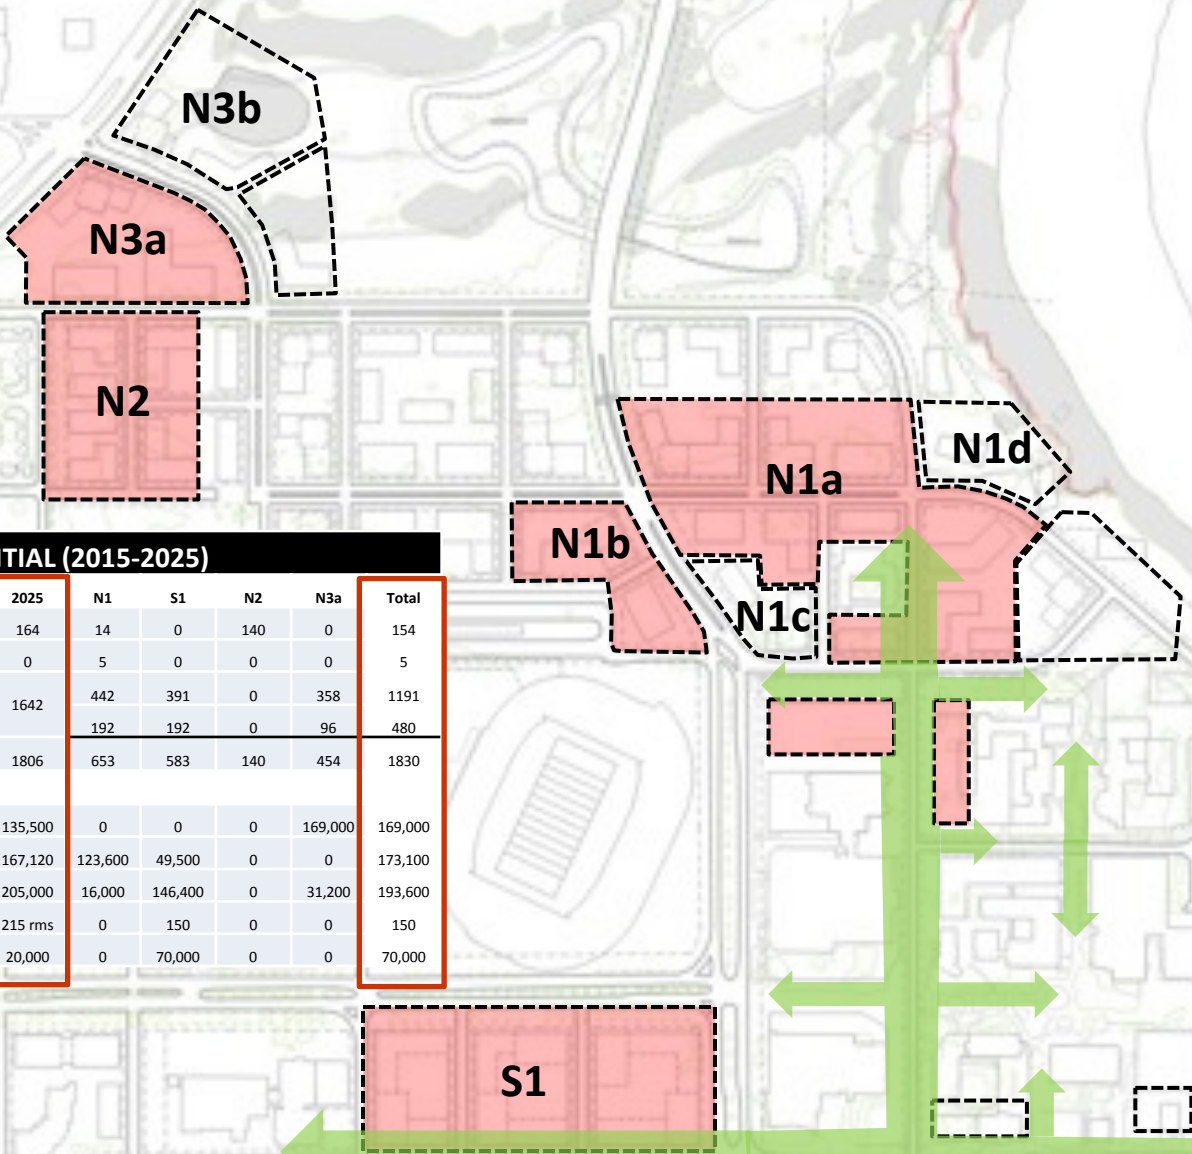 N3b
N3a
N2
N1d
N1a
N1b
N1c
NTIAL (2015-2025)
2025 N1 S1 N2 N3a Total
164 14 0 140 0 154
0 5 0 0 0 5
1642 442 391 0 358 1191
192 192 0 96 480
1806 653 583 140 454 1830
135,500 0 0 0 169,000 169,000
167,120 123,600 49,500 0 0 173,100
205,000 16,000 146,400 0 31,200 193,600
215 rms 0 150 0 0 150
20,000 0 70,000 0 0 70,000
S1